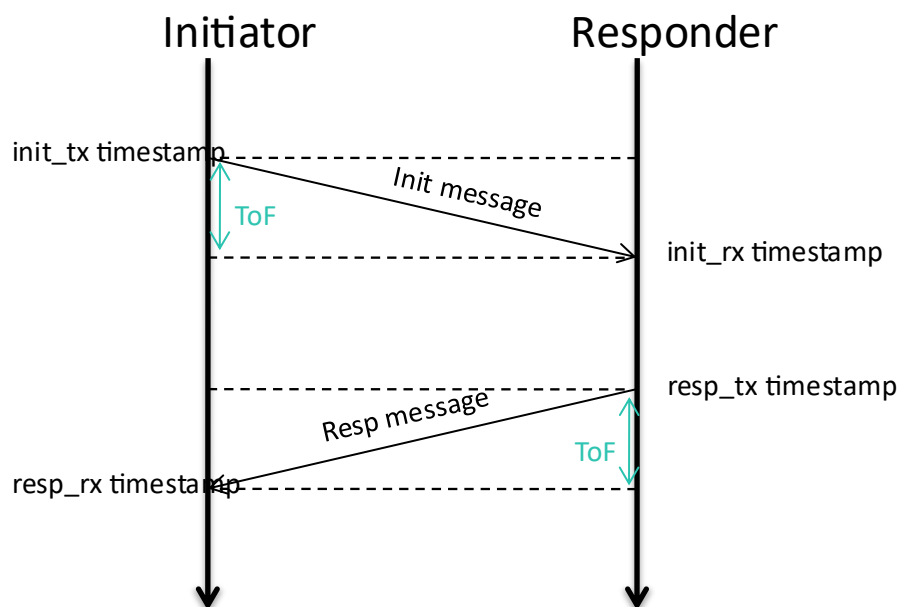 Initiator
Responder
init_tx timestamp
Init message
ToF
init_rx timestamp
resp_tx timestamp
Resp message
ToF
resp_rx timestamp